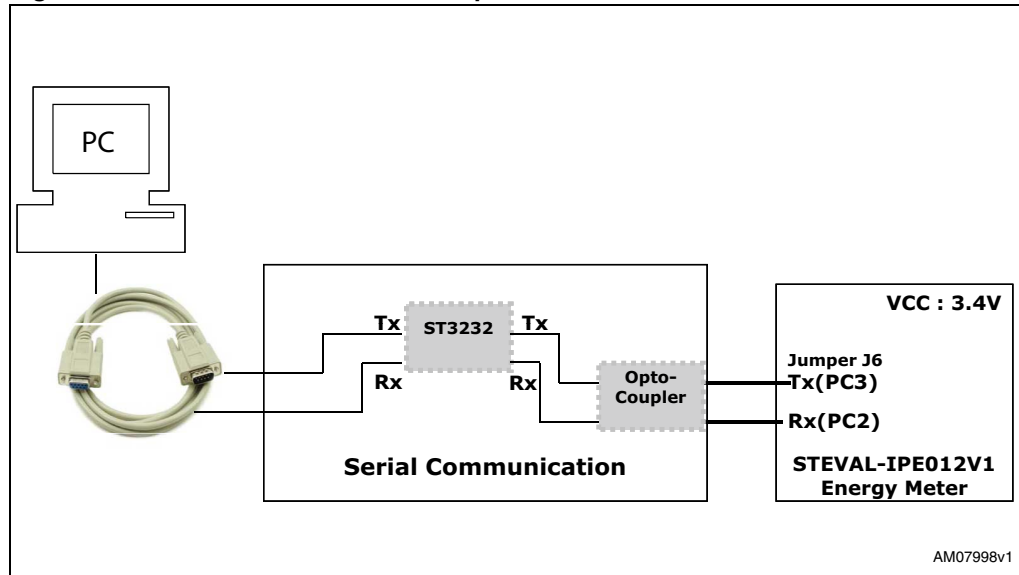 PC
VCC : 3.4V
Tx ST3232 Tx
Jumper J6
Tx(PC3)
Rx Rx
Opto-
Coupler
Rx(PC2)
Serial Communication
STEVAL-IPE012V1
Energy Meter
AM07998v1